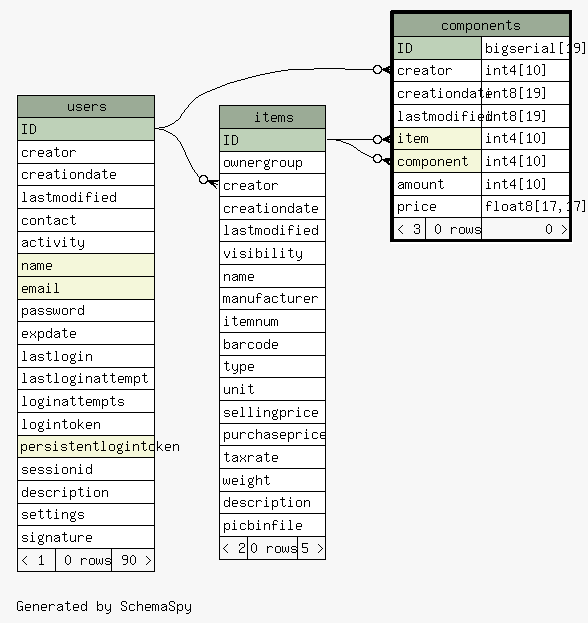 users
ID
creator
creationdate
lastmodified
contact
activity
name
email
password
expdate
lastlogin
lastloginattempt
loginattempts
logintoken
persistentlogintoken
sessionid
description
settings
signature
< 1 0 rows 90 >
items
ID
ownergroup
creator
creationdate
lastmodified
visibility
name
manufacturer
itemnum
barcode
type
unit
sellingprice
purchaseprice
taxrate
weight
description
picbinfile
< 2 0 rows 5 >
components
ID bigserial[19]
creator int4[10]
creationdate int8[19]
lastmodified int8[19]
item int4[10]
component int4[10]
amount int4[10]
price float8[17,17]
< 3 0 rows 0 >
Generated by SchemaSpy